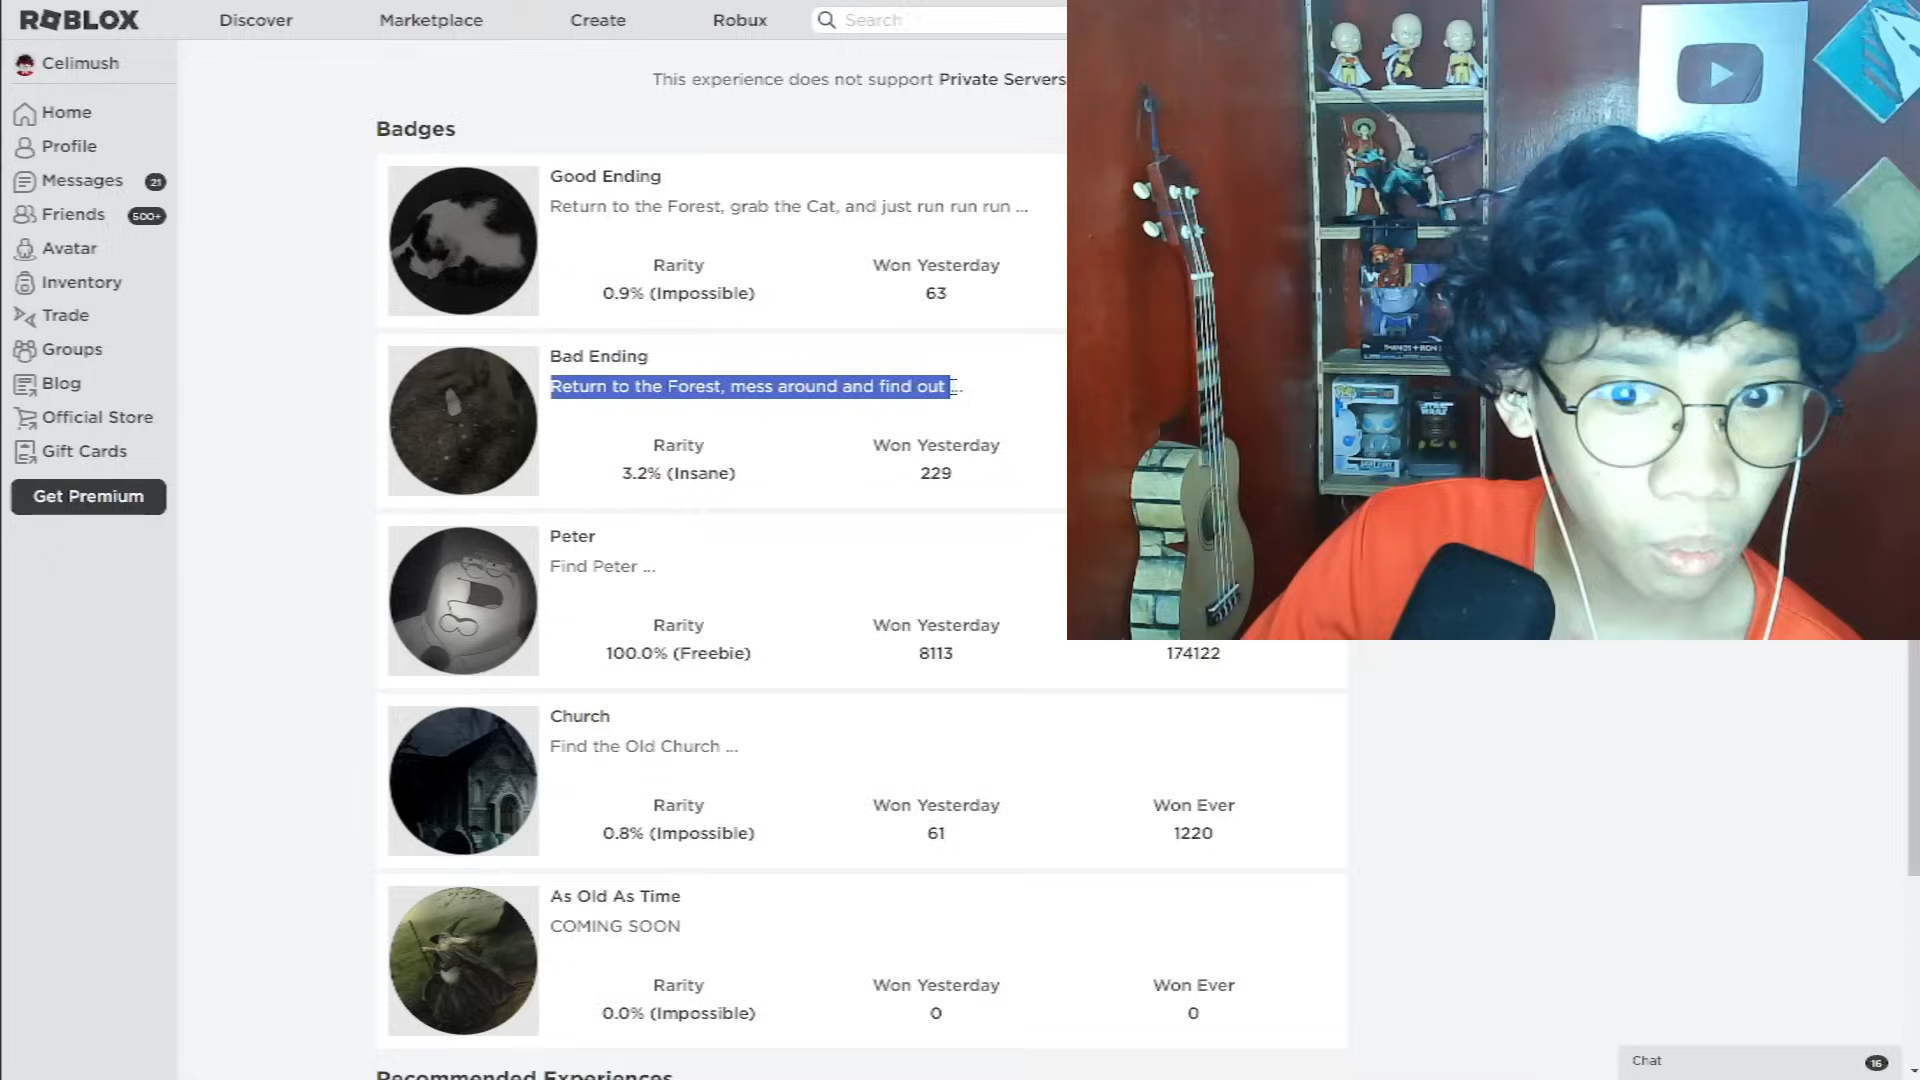 ROBLOX
Discover
Marketplace
Create
Robux
Search
Celimush
Home
Profile
Messages 21
Friends 500+
Avatar
Inventory
Trade
Groups
Blog
Official Store
Gift Cards
Get Premium
This experience does not support Private Servers
Badges
Good Ending
Return to the Forest, grab the Cat, and just run run run ...
Rarity
Won Yesterday
0.9% (Impossible)
63
Bad Ending
Return to the Forest, mess around and find out ...
Rarity
Won Yesterday
3.2% (Insane)
229
Peter
Find Peter ...
Rarity
Won Yesterday
100.0% (Freebie)
8113
174122
Church
Find the Old Church ...
Rarity
Won Yesterday
Won Ever
0.8% (Impossible)
61
1220
As Old As Time
COMING SOON
Rarity
Won Yesterday
Won Ever
0.0% (Impossible)
0
0
Recommended Experiences
Chat
16
STAR
WARS